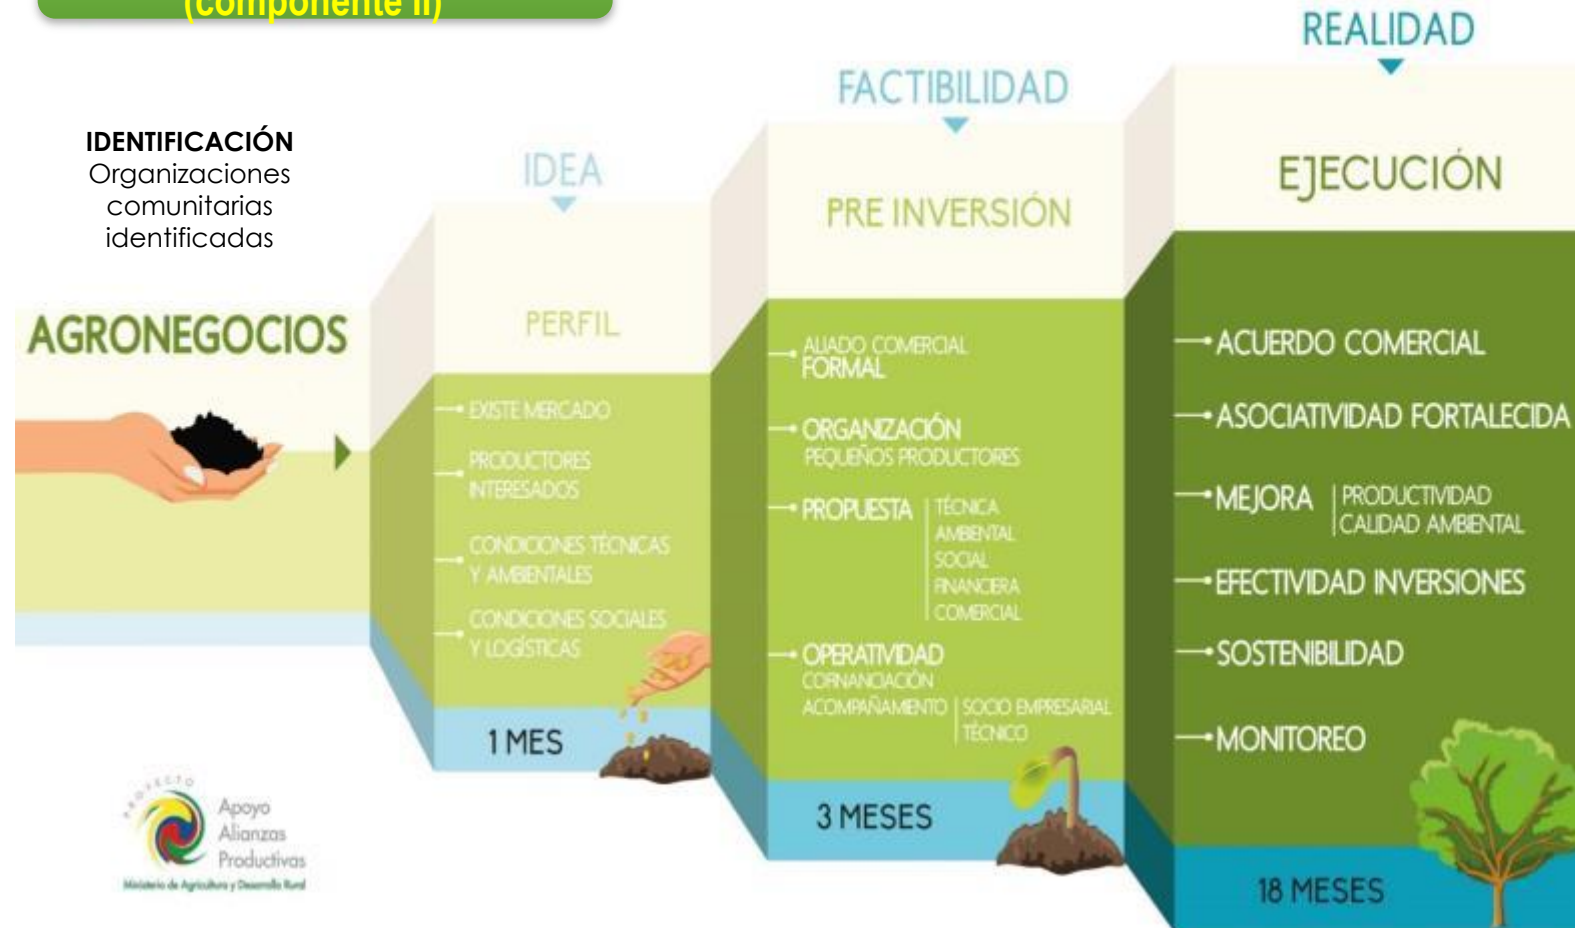 (componente II)
IDENTIFICACIÓN
Organizaciones
comunitarias
identificadas
AGRONEGOCIOS
IDEA
PERFIL
EXISTE MERCADO
PRODUCTORES
INTERESADOS
CONDICIONES TÉCNICAS
Y AMBIENTALES
CONDICIONES SOCIALES
Y LOGÍSTICAS
1 MES
FACTIBILIDAD
PRE INVERSIÓN
ALIADO COMERCIAL
FORMAL
ORGANIZACIÓN
PEQUEÑOS PRODUCTORES
PROPUESTA
TÉCNICA
AMBIENTAL
SOCIAL
FINANCIERA
COMERCIAL
OPERATIVIDAD
COFINANCIACIÓN
ACOMPAÑAMIENTO
SOCIO EMPRESARIAL
TÉCNICO
3 MESES
REALIDAD
EJECUCIÓN
ACUERDO COMERCIAL
ASOCIATIVIDAD FORTALECIDA
MEJORA
PRODUCTIVIDAD
CALIDAD AMBIENTAL
EFECTIVIDAD INVERSIONES
SOSTENIBILIDAD
MONITOREO
18 MESES
PROYECTO
Apoyo
Alianzas
Productivas
Ministerio de Agricultura y Desarrollo Rural